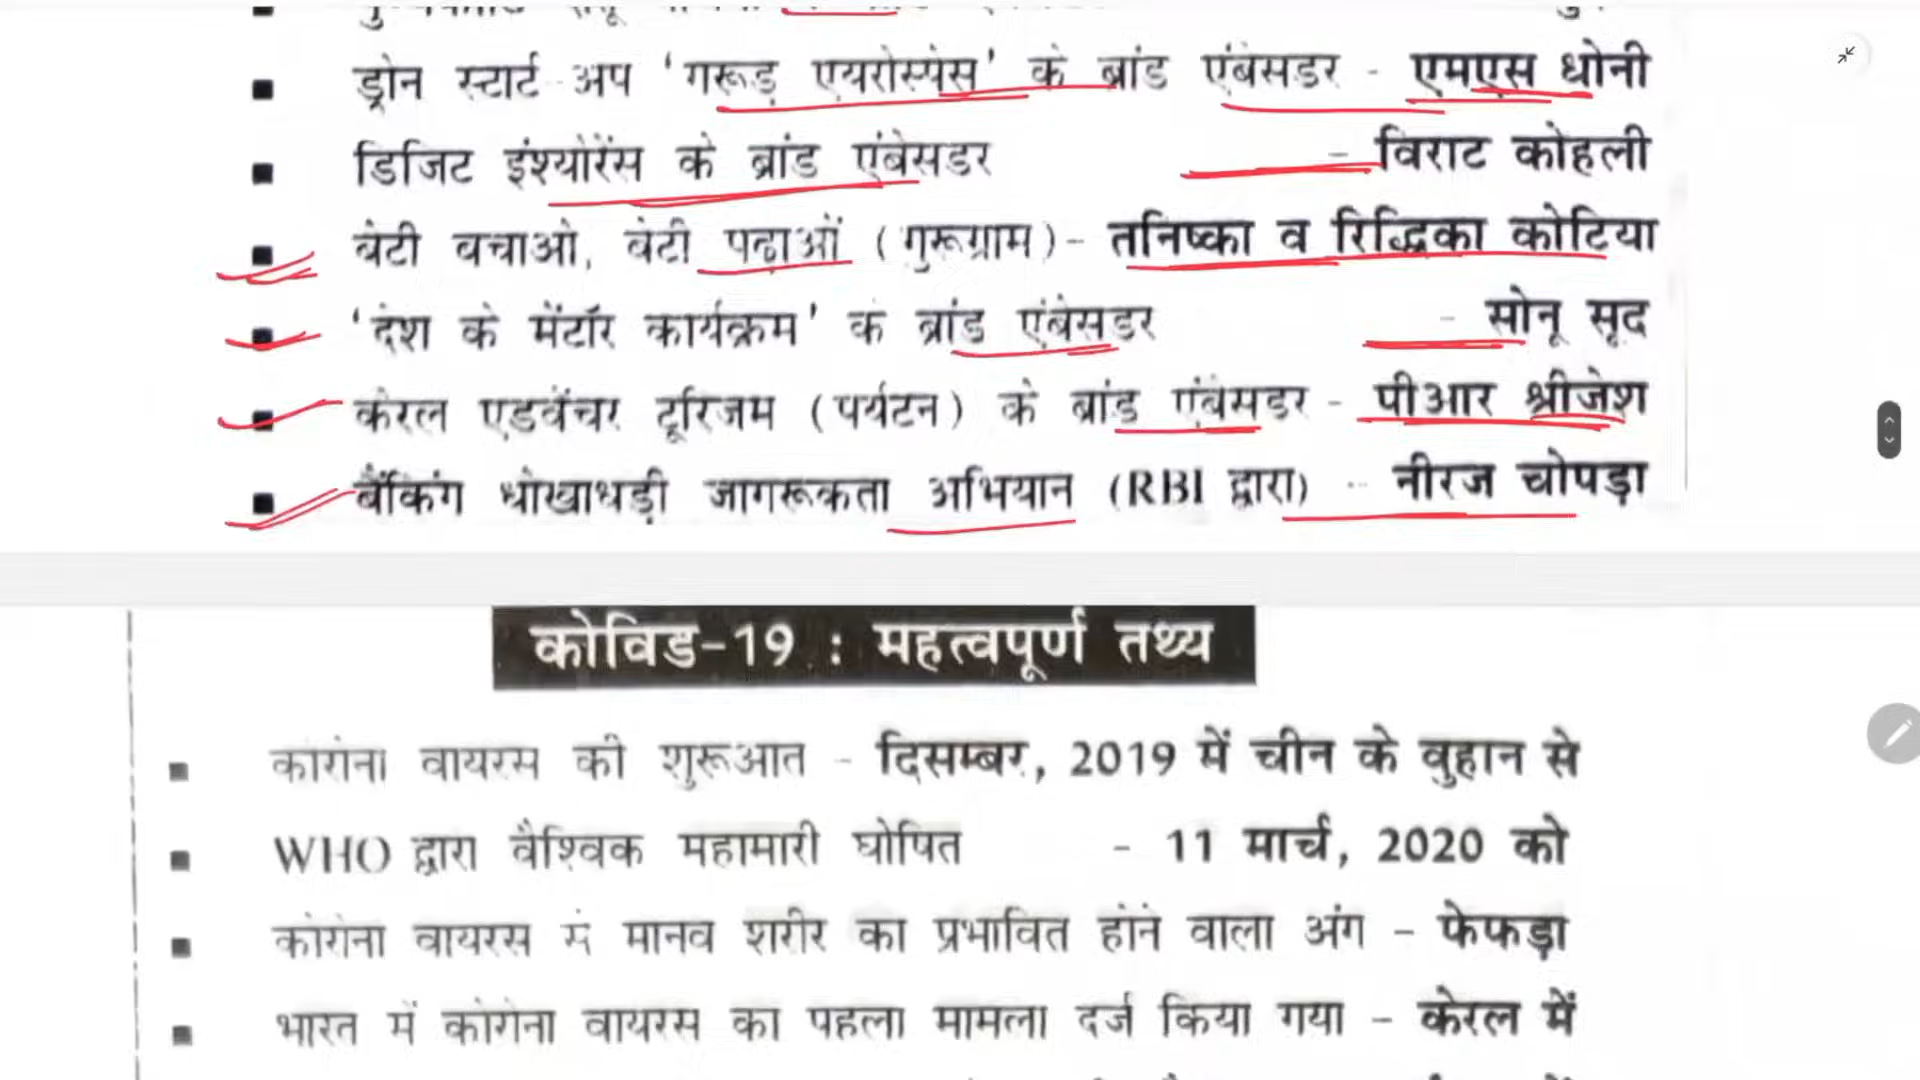 ड्रोन स्टार्ट अप 'गरूड़ एयरोस्पेस' के ब्रांड एंबेसडर - एमएस धोनी
डिजिट इंश्योरेंस के ब्रांड एंबेसडर - विराट कोहली
बेटी बचाओ, बेटी पढ़ाओं (गुरूग्राम)- तनिष्का व रिद्धिका कोटिया
'देश के मेंटॉर कार्यक्रम' के ब्रांड एंबेसडर - सोनू सूद
केरल एडवेंचर टूरिजम (पर्यटन) के ब्रांड एंबेसडर - पीआर श्रीजेश
बैंकिंग धोखाधड़ी जागरूकता अभियान (RBI द्वारा) - नीरज चोपड़ा
कोविड-19 : महत्वपूर्ण तथ्य
कोरोना वायरस की शुरूआत - दिसम्बर, 2019 में चीन के वुहान से
WHO द्वारा वैश्विक महामारी घोषित - 11 मार्च, 2020 को
कोरोना वायरस से मानव शरीर का प्रभावित होने वाला अंग - फेफड़ा
भारत में कोरोना वायरस का पहला मामला दर्ज किया गया - केरल में